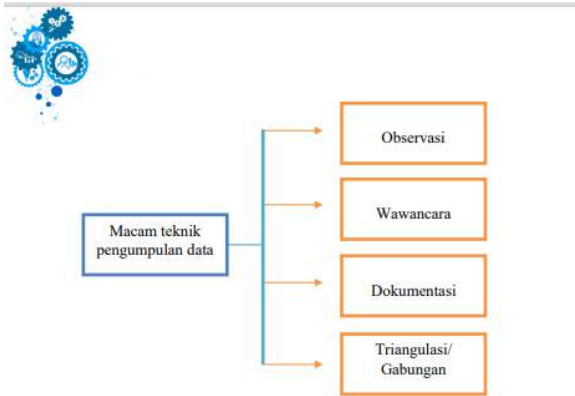 Observasi
Wawancara
Macam teknik
pengumpulan data
Dokumentasi
Triangulasi/
Gabungan